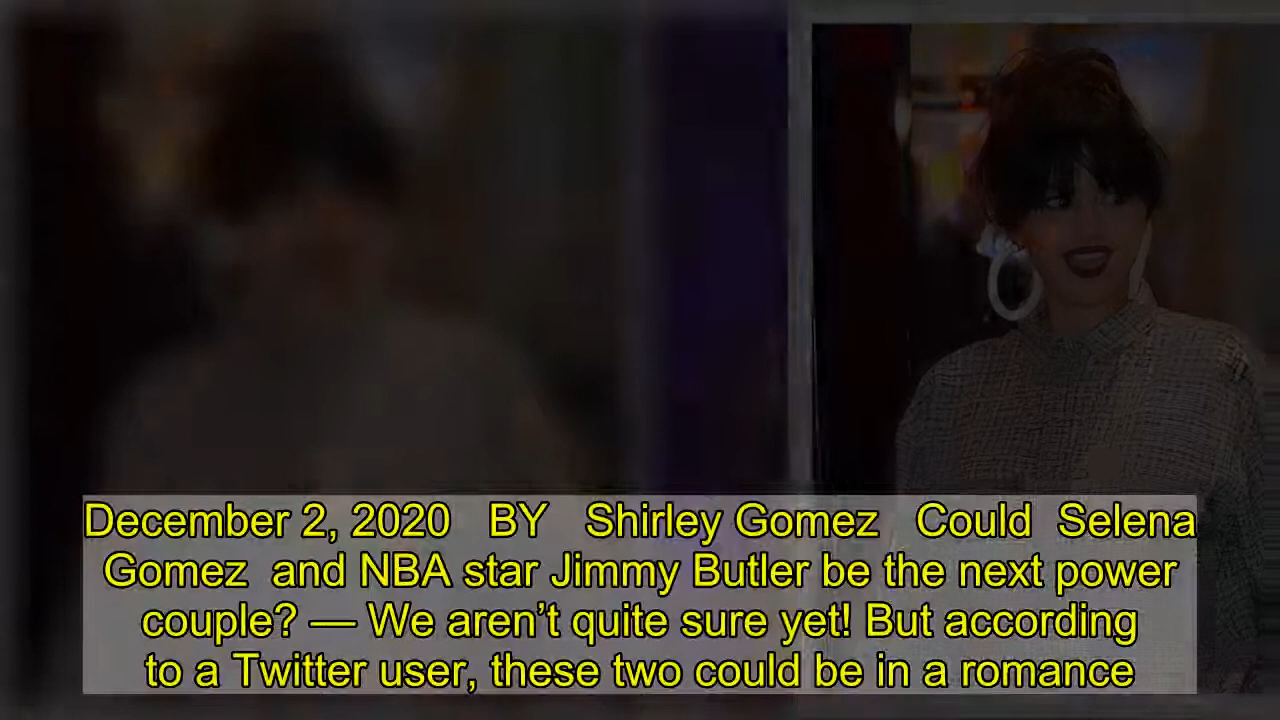 December 2, 2020 BY Shirley Gomez Could Selena
Gomez and NBA star Jimmy Butler be the next power
couple? — We aren’t quite sure yet! But according
to a Twitter user, these two could be in a romance